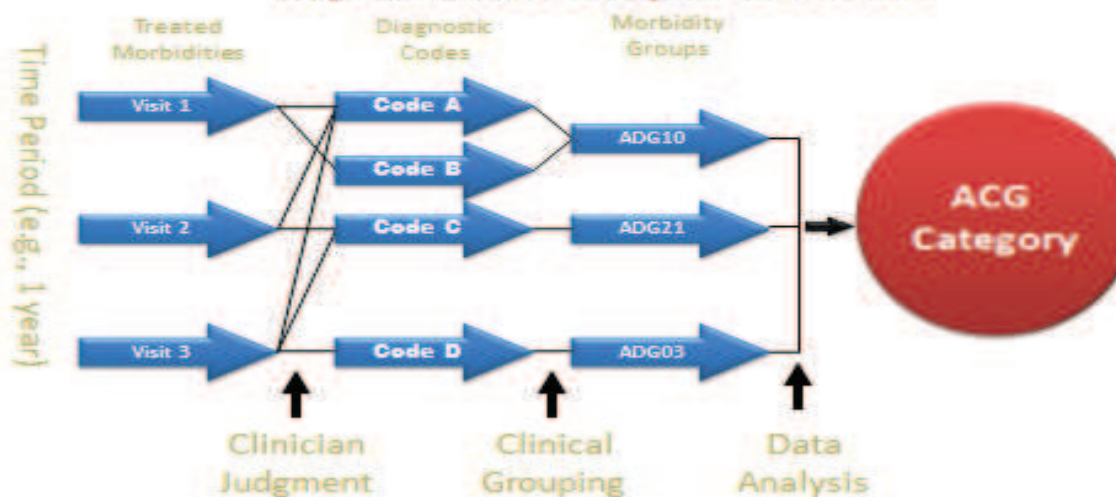 Treated
Morbidities
Diagnostic
Codes
Morbidity
Groups
Time Period (e.g., 1 year)
Visit 1
Code A
Code B
ADG10
Visit 2
Code C
ADG21
Visit 3
Code D
ADG03
ACG
Category
Clinician
Judgment
Clinical
Grouping
Data
Analysis